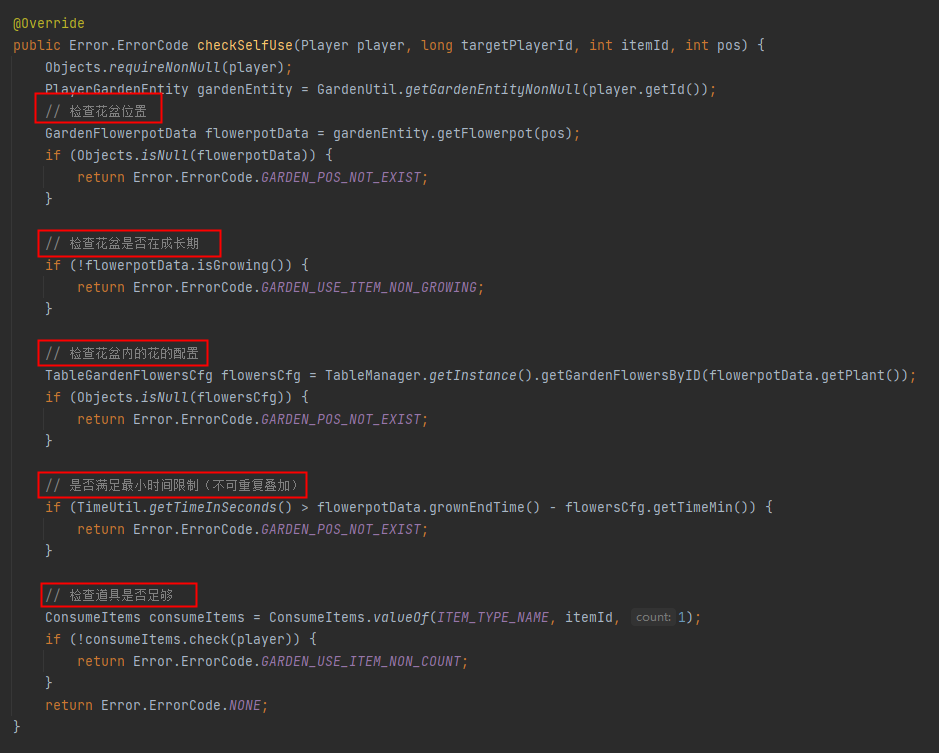 @Override
public Error.ErrorCode checkSelfUse(Player player, long targetPlayerId, int itemId, int pos) {
Objects.requireNonNull(player);
PlayerGardenEntity gardenEntity = GardenUtil.getGardenEntityNonNull(player.getId());
// 检查花盆位置
GardenFlowerpotData flowerpotData = gardenEntity.getFlowerpot(pos);
if (Objects.isNull(flowerpotData)) {
return Error.ErrorCode.GARDEN_POS_NOT_EXIST;
}
// 检查花盆是否在成长期
if (!flowerpotData.isGrowing()) {
return Error.ErrorCode.GARDEN_USE_ITEM_NON_GROWING;
}
// 检查花盆内的花的配置
TableGardenFlowersCfg flowersCfg = TableManager.getInstance().getGardenFlowersByID(flowerpotData.getPlant());
if (Objects.isNull(flowersCfg)) {
return Error.ErrorCode.GARDEN_POS_NOT_EXIST;
}
// 是否满足最小时间限制（不可重复叠加）
if (TimeUtil.getTimeInSeconds() > flowerpotData.grownEndTime() - flowersCfg.getTimeMin()) {
return Error.ErrorCode.GARDEN_POS_NOT_EXIST;
}
// 检查道具是否足够
ConsumeItems consumeItems = ConsumeItems.valueOf(ITEM_TYPE_NAME, itemId, count: 1);
if (!consumeItems.check(player)) {
return Error.ErrorCode.GARDEN_USE_ITEM_NON_COUNT;
}
return Error.ErrorCode.NONE;
}